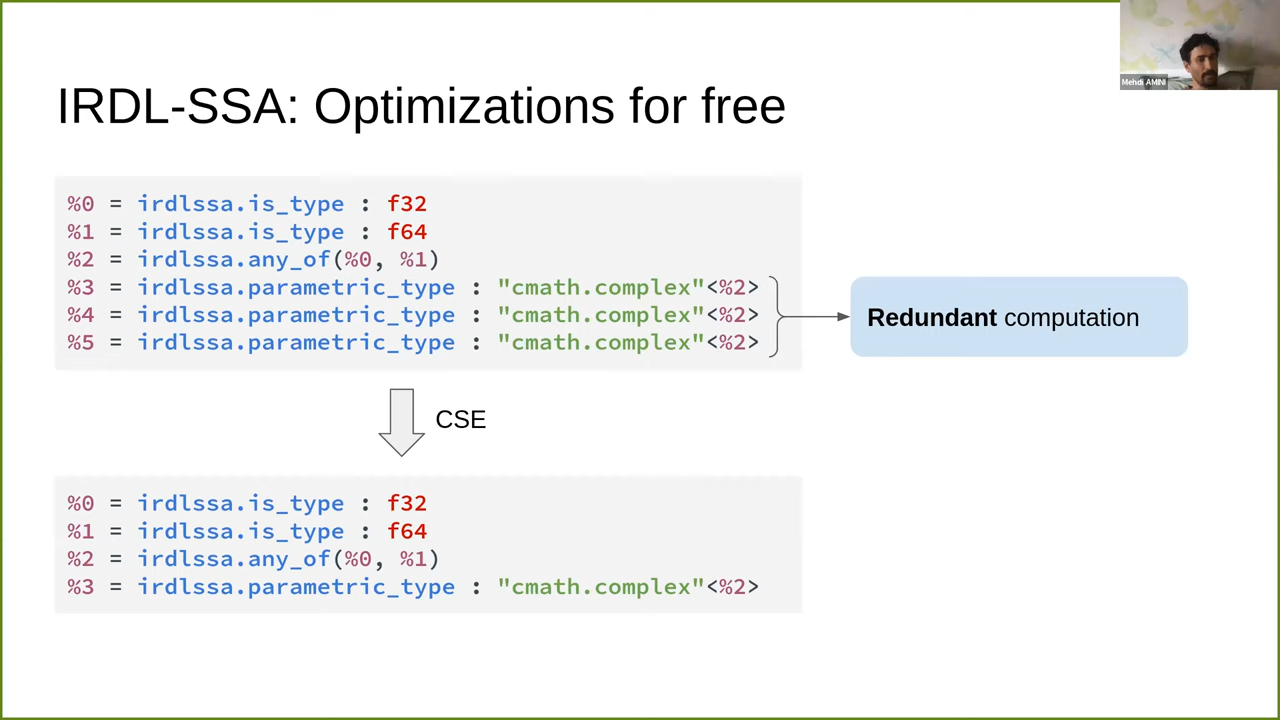 Mehdi AMINI
IRDL-SSA: Optimizations for free
%0 = irdlssa.is_type : f32
%1 = irdlssa.is_type : f64
%2 = irdlssa.any_of(%0, %1)
%3 = irdlssa.parametric_type : "cmath.complex"<%2>
%4 = irdlssa.parametric_type : "cmath.complex"<%2>
%5 = irdlssa.parametric_type : "cmath.complex"<%2>
Redundant computation
CSE
%0 = irdlssa.is_type : f32
%1 = irdlssa.is_type : f64
%2 = irdlssa.any_of(%0, %1)
%3 = irdlssa.parametric_type : "cmath.complex"<%2>